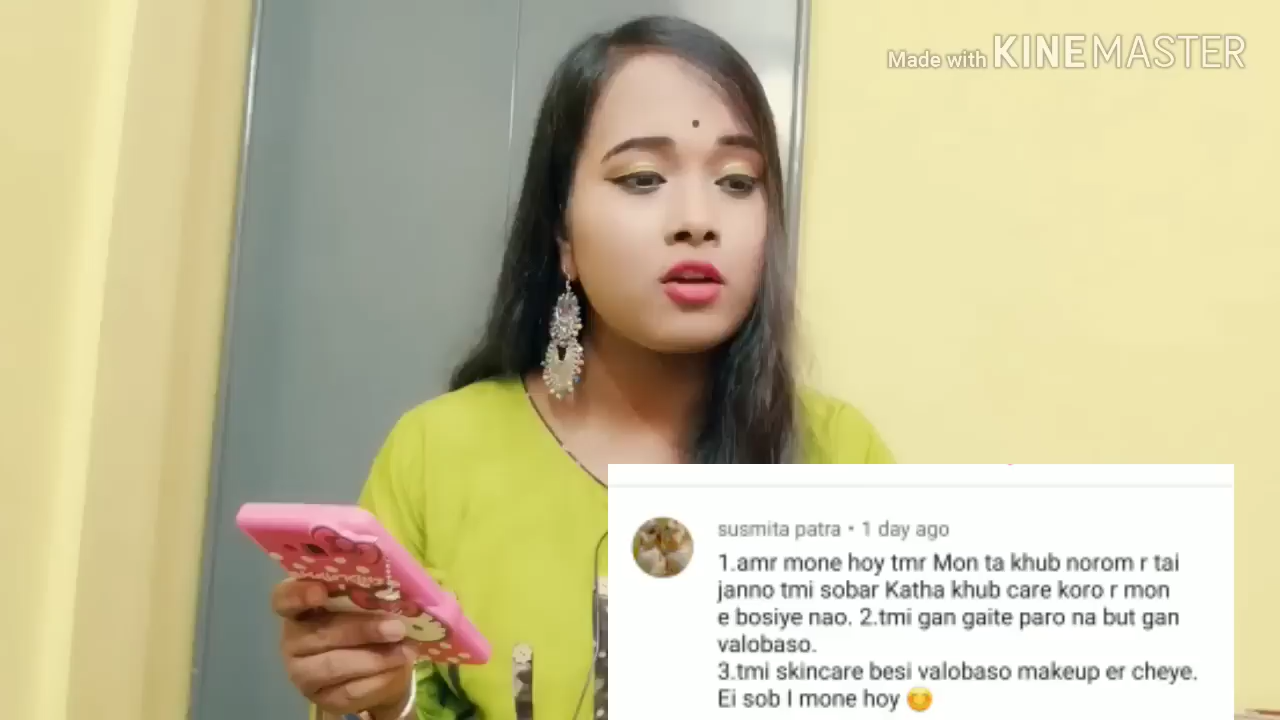 Made with KINEMASTER
susmita patra • 1 day ago
1.amr mone hoy tmr Mon ta khub norom r tai
janno tmi sobar Katha khub care koro r mon
e bosiye nao. 2.tmi gan gaite paro na but gan
valobaso.
3.tmi skincare besi valobaso makeup er cheye.
Ei sob I mone hoy 😊